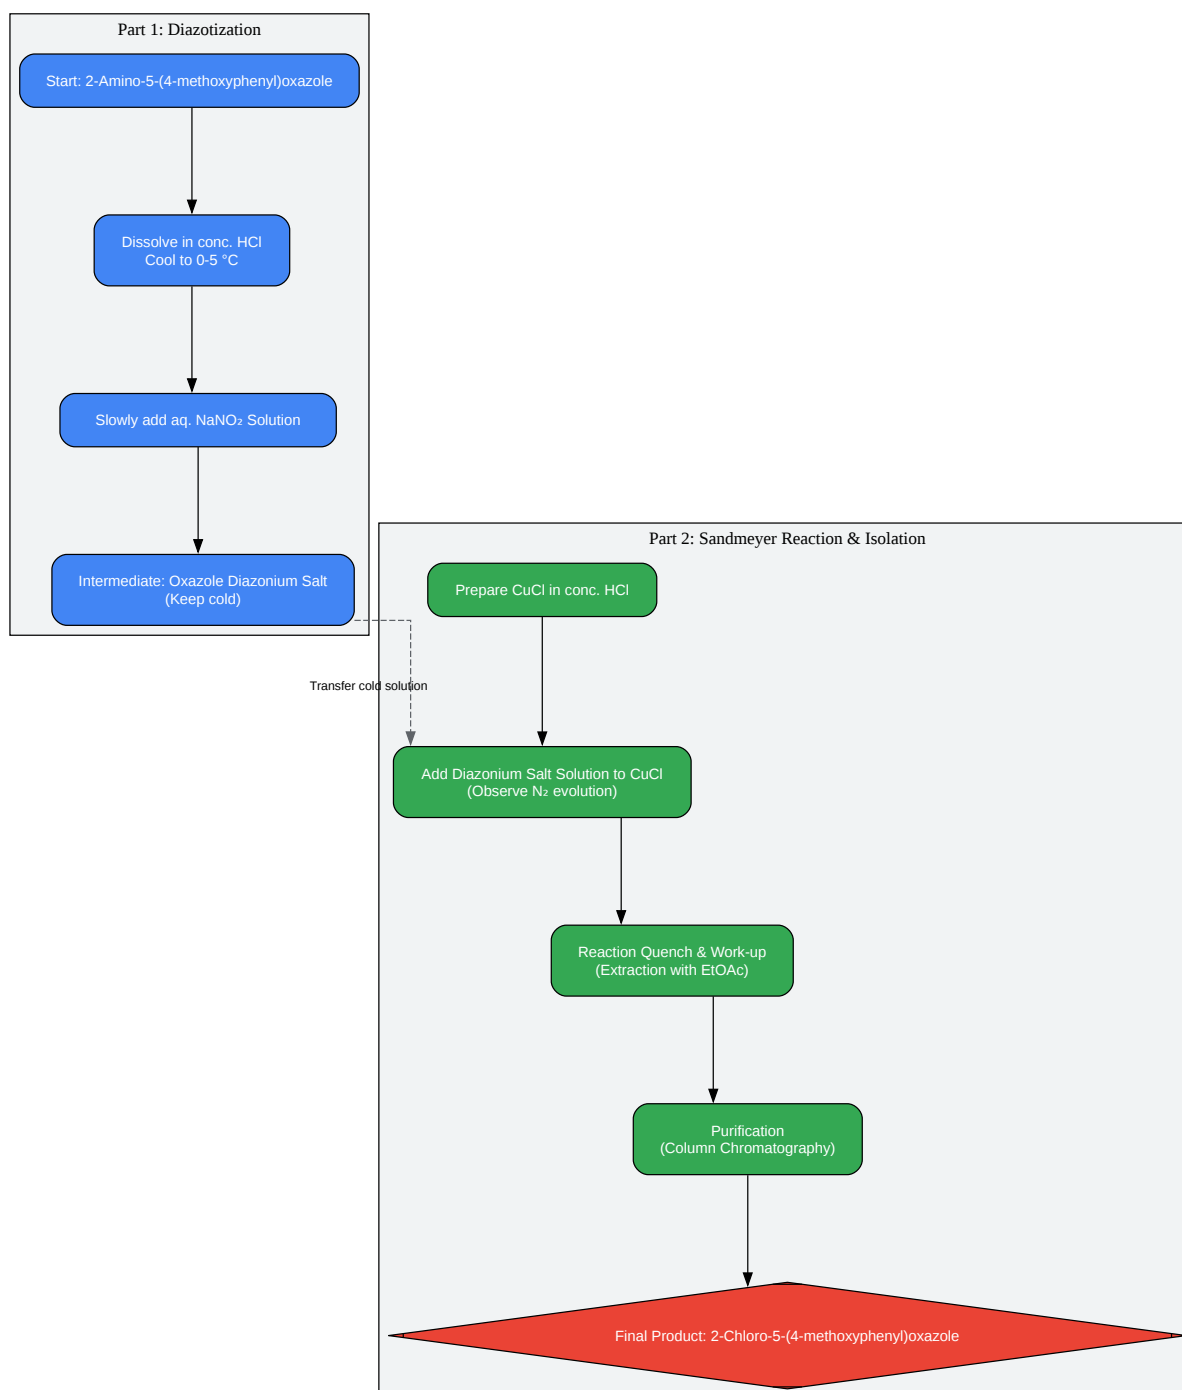 Part 1: Diazotization
Start: 2-Amino-5-(4-methoxyphenyl)oxazole
Dissolve in conc. HCl
Cool to 0-5 °C
Slowly add aq. NaNO₂ Solution
Intermediate: Oxazole Diazonium Salt
(Keep cold)
Transfer cold solution
Part 2: Sandmeyer Reaction & Isolation
Prepare CuCl in conc. HCl
Add Diazonium Salt Solution to CuCl
(Observe N₂ evolution)
Reaction Quench & Work-up
(Extraction with EtOAc)
Purification
(Column Chromatography)
Final Product: 2-Chloro-5-(4-methoxyphenyl)oxazole